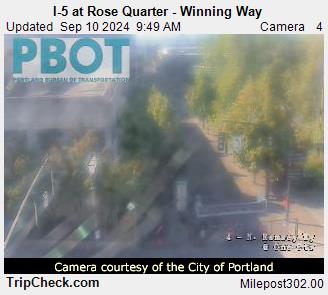 I-5 at Rose Quarter - Winning Way
Updated Sep 10 2024 9:49 AM Camera 4
PBOT
PORTLAND BUREAU OF TRANSPORTATION
4 - N.
Camera courtesy of the City of Portland
TripCheck.com Milepost302.00